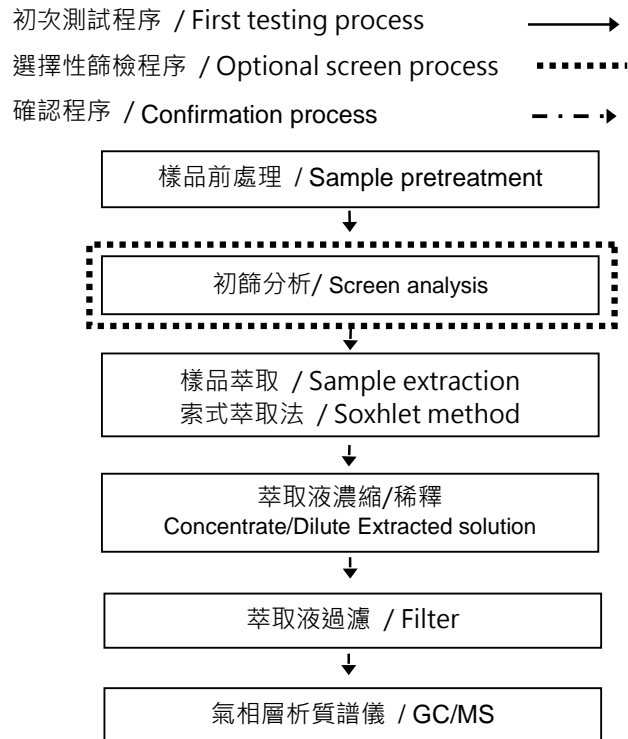 初次測試程序 / First testing process
選擇性篩檢程序 / Optional screen process
確認程序 / Confirmation process
樣品前處理 / Sample pretreatment
初篩分析/ Screen analysis
樣品萃取 / Sample extraction
索式萃取法 / Soxhlet method
萃取液濃縮/稀釋
Concentrate/Dilute Extracted solution
萃取液過濾 / Filter
氣相層析質譜儀 / GC/MS